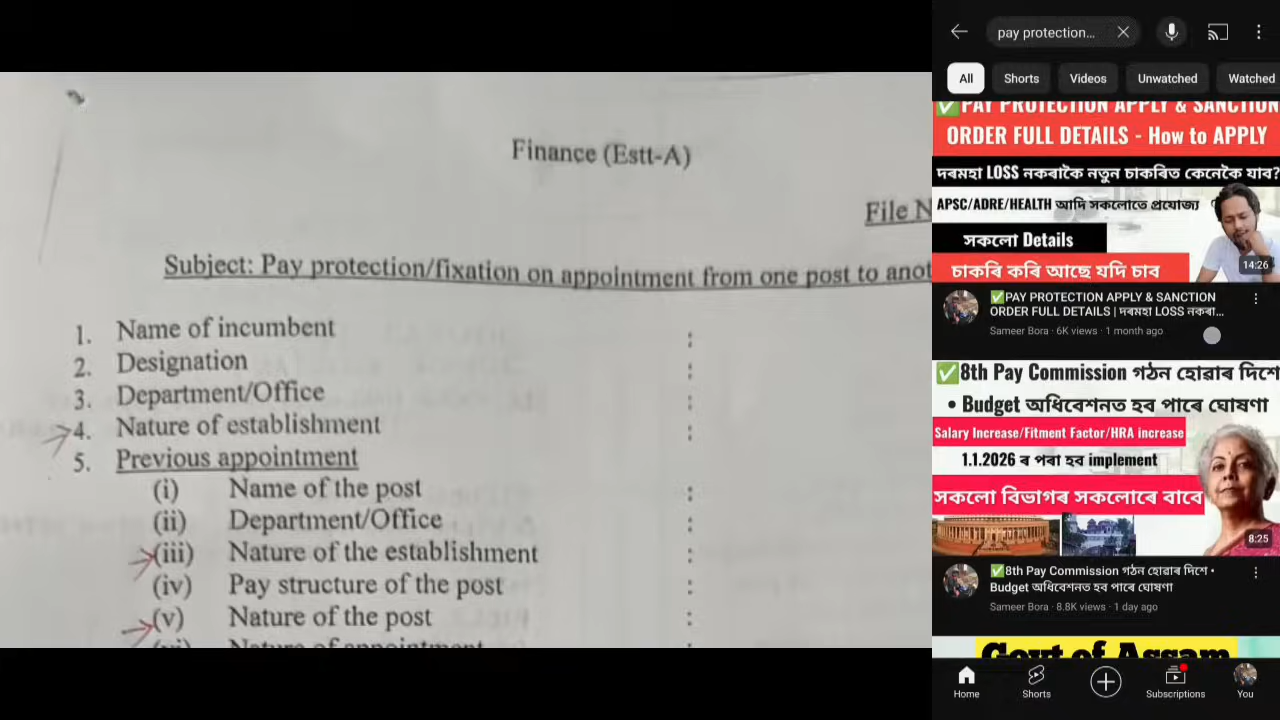 Finance (Estt-A)
File N
Subject: Pay protection/fixation on appointment from one post to anot
1. Name of incumbent :
2. Designation :
3. Department/Office :
4. Nature of establishment :
5. Previous appointment
(i) Name of the post :
(ii) Department/Office :
(iii) Nature of the establishment :
(iv) Pay structure of the post :
(v) Nature of the post :
(vi) Nature of appointment
pay protection...
All Shorts Videos Unwatched Watched
✅PAY PROTECTION APPLY & SANCTION
ORDER FULL DETAILS - How to APPLY
দৰমহা LOSS নকৰাকৈ নতুন চাকৰিত কেনেকৈ যাব?
APSC/ADRE/HEALTH আদি সকলোতে প্ৰযোজ্য
সকলো Details
চাকৰি কৰি আছে যদি চাব
14:26
✅PAY PROTECTION APPLY & SANCTION
ORDER FULL DETAILS | দৰমহা LOSS নকৰা...
Sameer Bora · 6K views · 1 month ago
✅8th Pay Commission গঠন হোৱাৰ দিশে
• Budget অধিবেশনত হব পাৰে ঘোষণা
Salary Increase/Fitment Factor/HRA increase
1.1.2026 ৰ পৰা হব implement
সকলো বিভাগৰ সকলোৰে বাবে
8:25
✅8th Pay Commission গঠন হোৱাৰ দিশে •
Budget অধিবেশনত হব পাৰে ঘোষণা
Sameer Bora · 8.8K views · 1 day ago
Govt of Assam
Home Shorts Subscriptions You